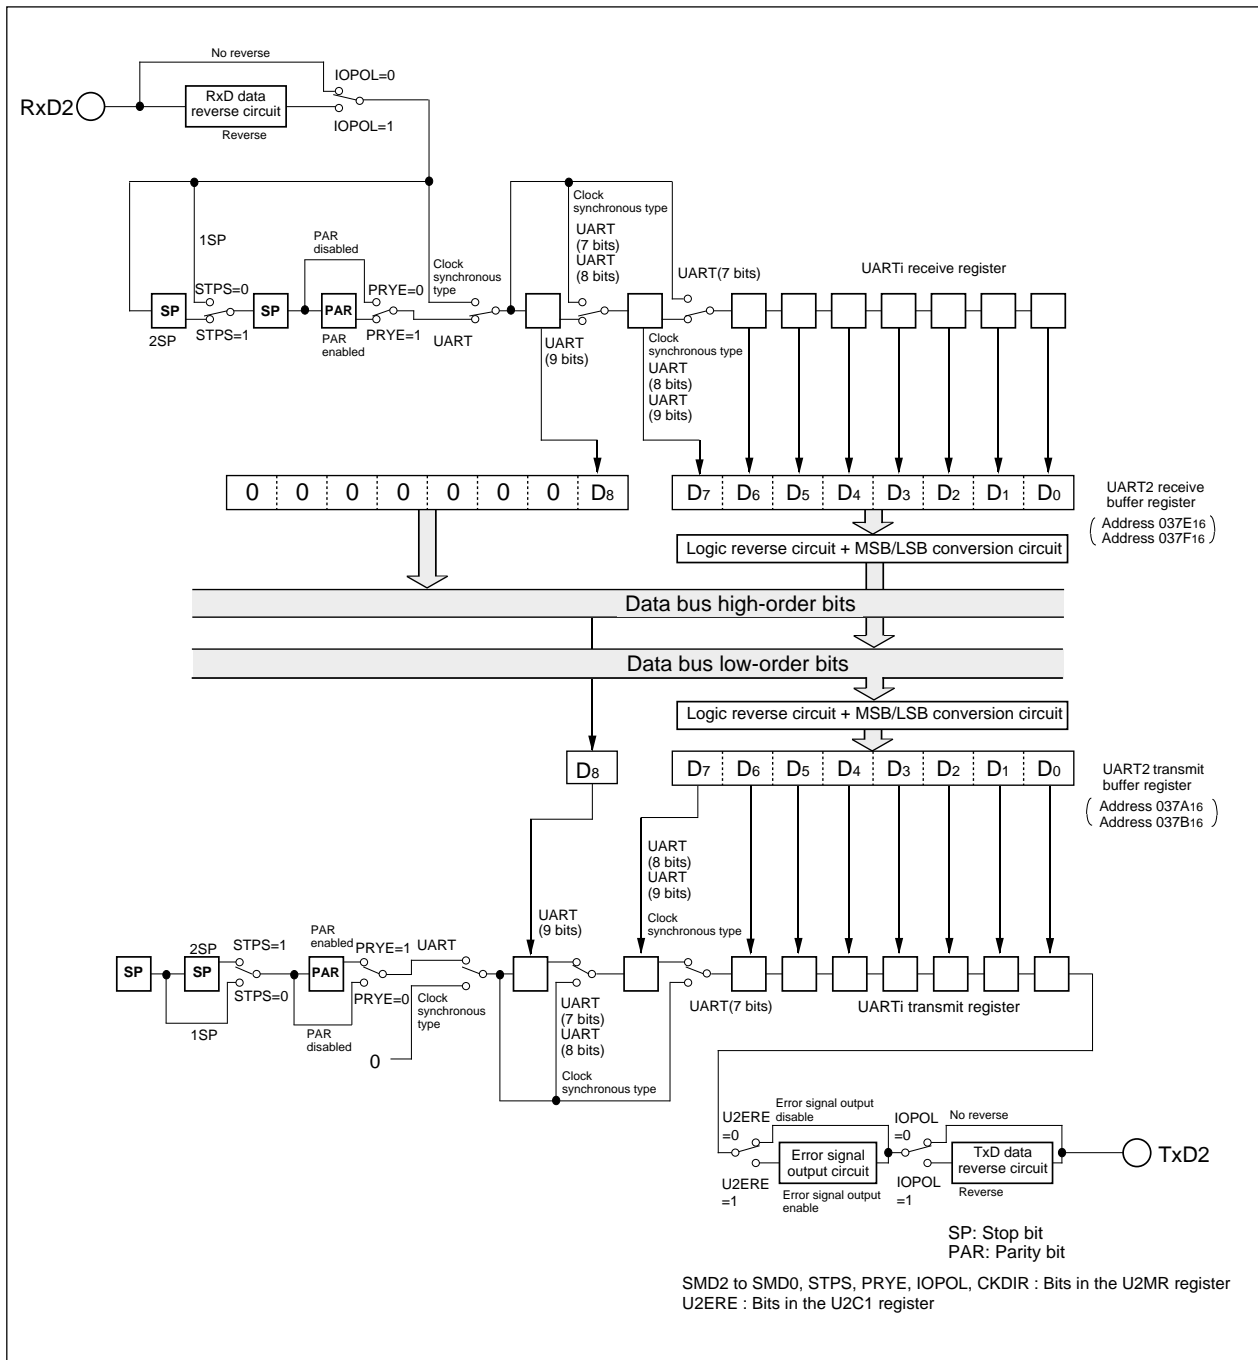 No reverse
RxD2
RxD data
reverse circuit
Reverse
IOPOL=0
IOPOL=1
1SP
PAR
disabled
STPS=0
SP
2SP
STPS=1
SP
PAR
PAR
enabled
PRYE=0
PRYE=1
Clock
synchronous
type
UART
Clock
synchronous type
UART
(7 bits)
UART
(8 bits)
UART(7 bits)
UARTi receive register
UART
(9 bits)
Clock
synchronous type
UART
(8 bits)
UART
(9 bits)
0 0 0 0 0 0 0 D8
D7 D6 D5 D4 D3 D2 D1 D0
UART2 receive
buffer register
( Address 037E16
Address 037F16 )
Logic reverse circuit + MSB/LSB conversion circuit
Data bus high-order bits
Data bus low-order bits
Logic reverse circuit + MSB/LSB conversion circuit
D8
D7 D6 D5 D4 D3 D2 D1 D0
UART2 transmit
buffer register
( Address 037A16
Address 037B16 )
UART
(8 bits)
UART
(9 bits)
Clock
synchronous type
UART
(9 bits)
SP
2SP
SP
STPS=1
STPS=0
1SP
PAR
enabled
PAR
PAR
disabled
PRYE=1
PRYE=0
UART
Clock
synchronous
type
0
UART
(7 bits)
UART
(8 bits)
Clock
synchronous type
UART(7 bits)
UARTi transmit register
U2ERE
=0
Error signal output
disable
Error signal
output circuit
U2ERE
=1
Error signal output
enable
IOPOL
=0
No reverse
TxD data
reverse circuit
IOPOL
=1
Reverse
TxD2
SP: Stop bit
PAR: Parity bit
SMD2 to SMD0, STPS, PRYE, IOPOL, CKDIR : Bits in the U2MR register
U2ERE : Bits in the U2C1 register